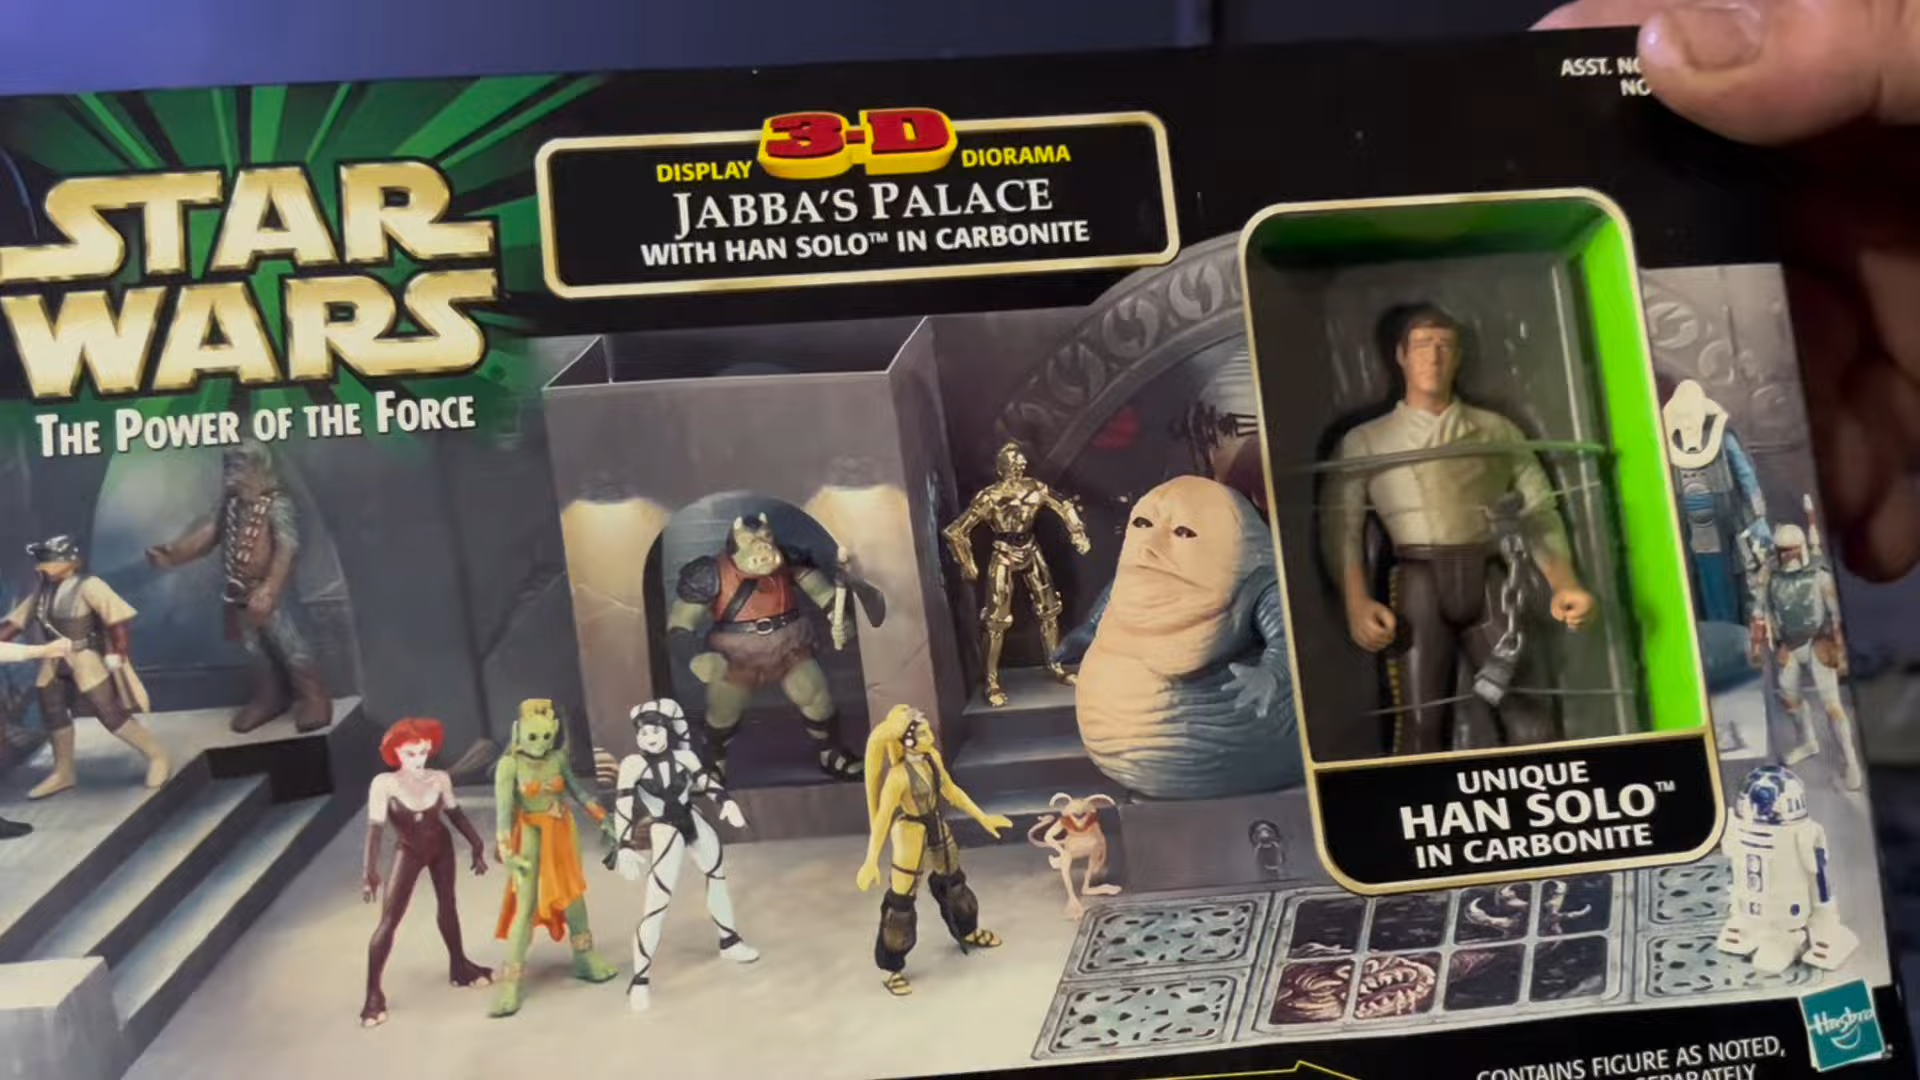 ASST. NO
NO
3-D
DISPLAY DIORAMA
JABBA'S PALACE
WITH HAN SOLO™ IN CARBONITE
STAR
WARS
THE POWER OF THE FORCE
UNIQUE
HAN SOLO™
IN CARBONITE
Hasbro
CONTAINS FIGURE AS NOTED,
SEPARATELY